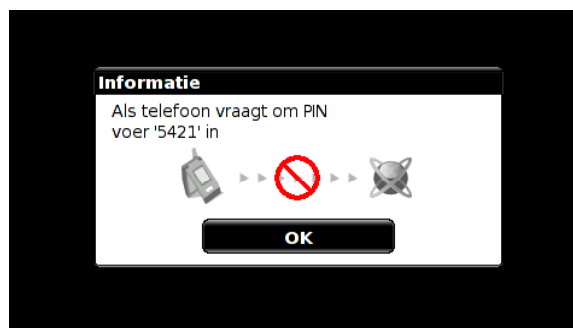 Informatie
Als telefoon vraagt om PIN
voer '5421' in
OK